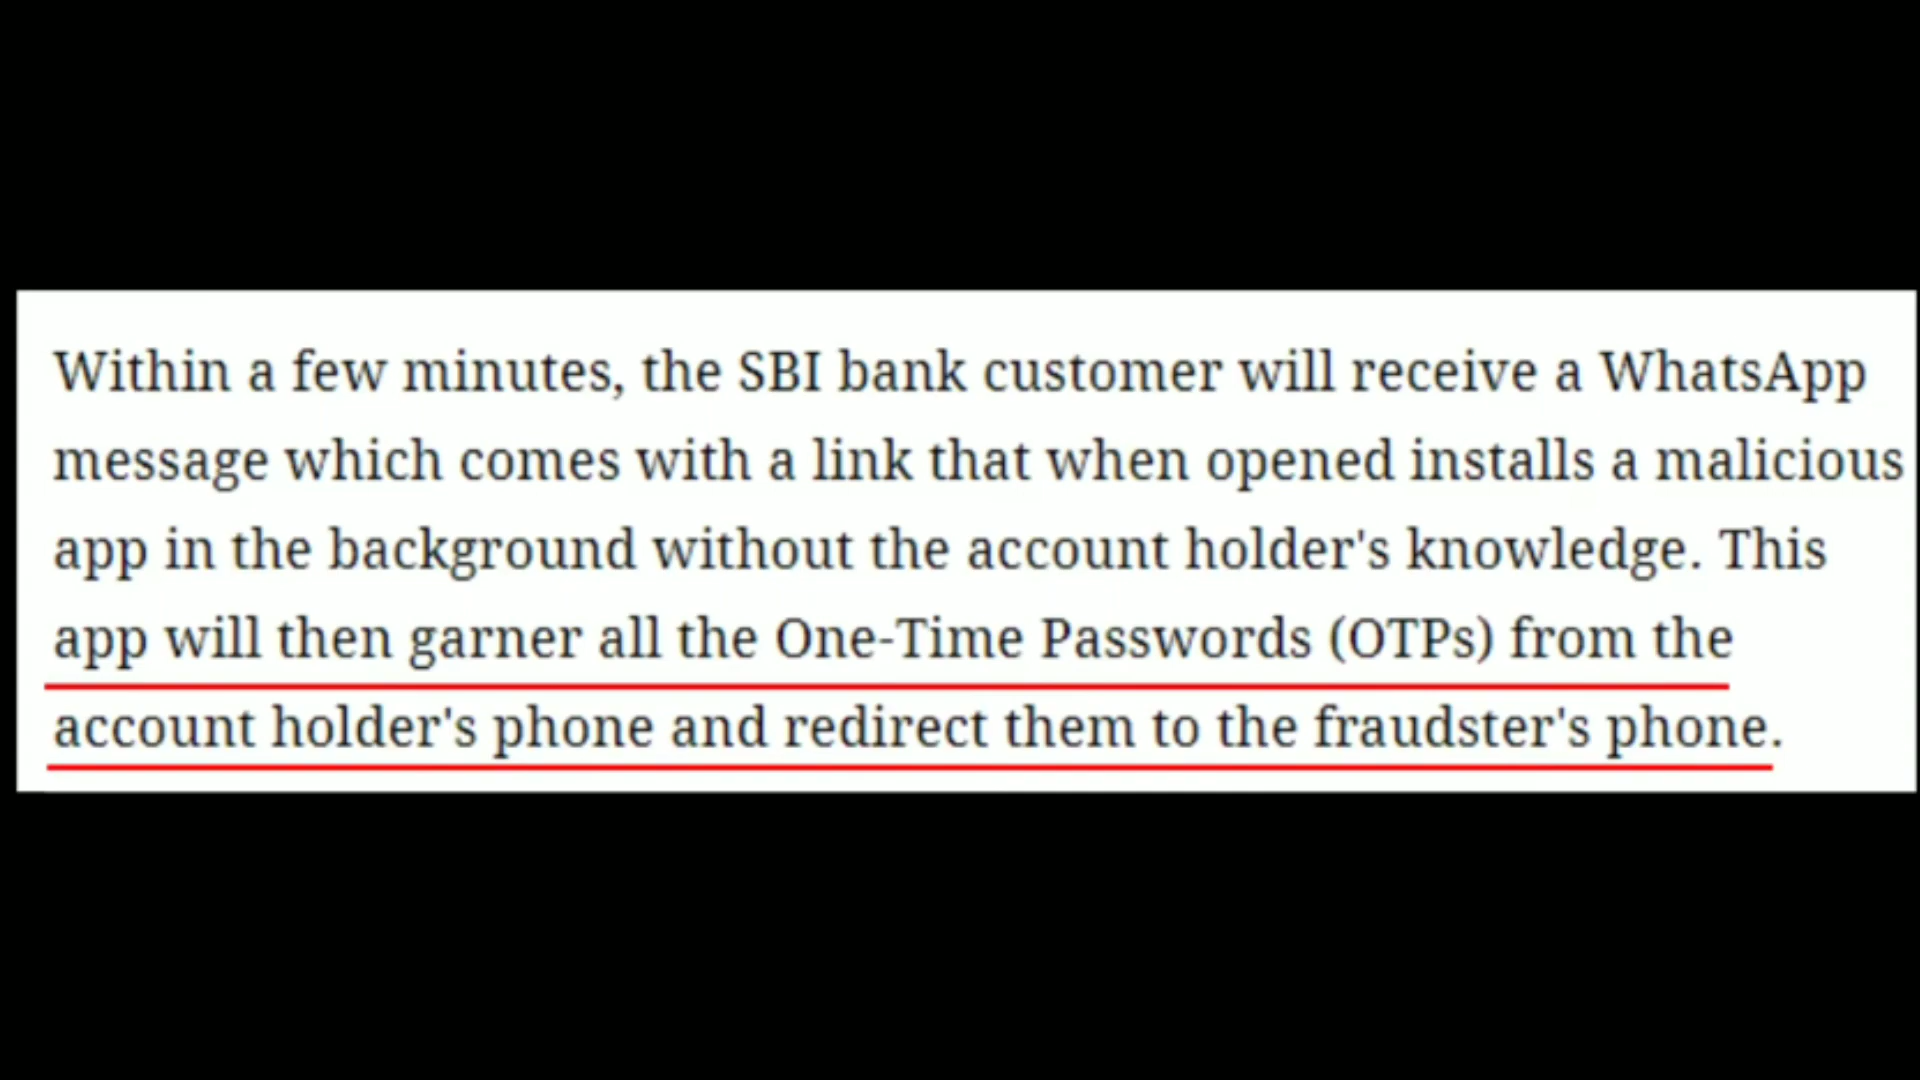 Within a few minutes, the SBI bank customer will receive a WhatsApp
message which comes with a link that when opened installs a malicious
app in the background without the account holder's knowledge. This
app will then garner all the One-Time Passwords (OTPs) from the
account holder's phone and redirect them to the fraudster's phone.